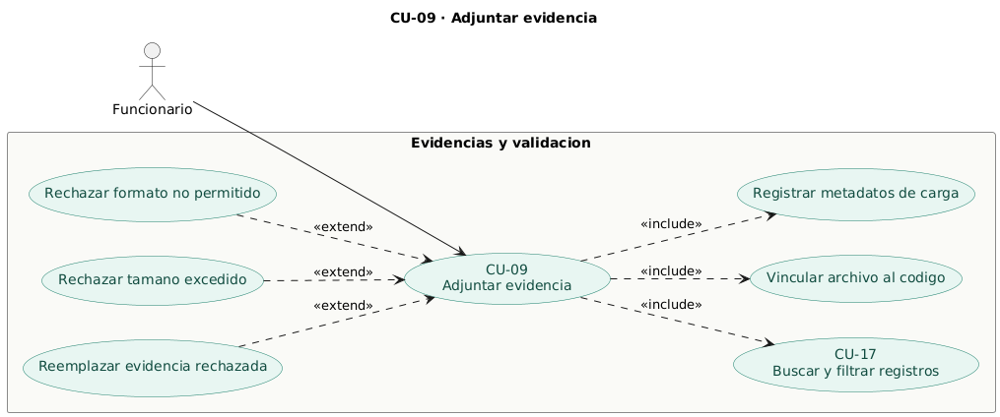 CU-09 · Adjuntar evidencia
Funcionario
Evidencias y validacion
Rechazar formato no permitido
Registrar metadatos de carga
«extend»
«include»
CU-09
Adjuntar evidencia
Rechazar tamano excedido
«extend»
«include»
Vincular archivo al codigo
«extend»
«include»
Reemplazar evidencia rechazada
CU-17
Buscar y filtrar registros